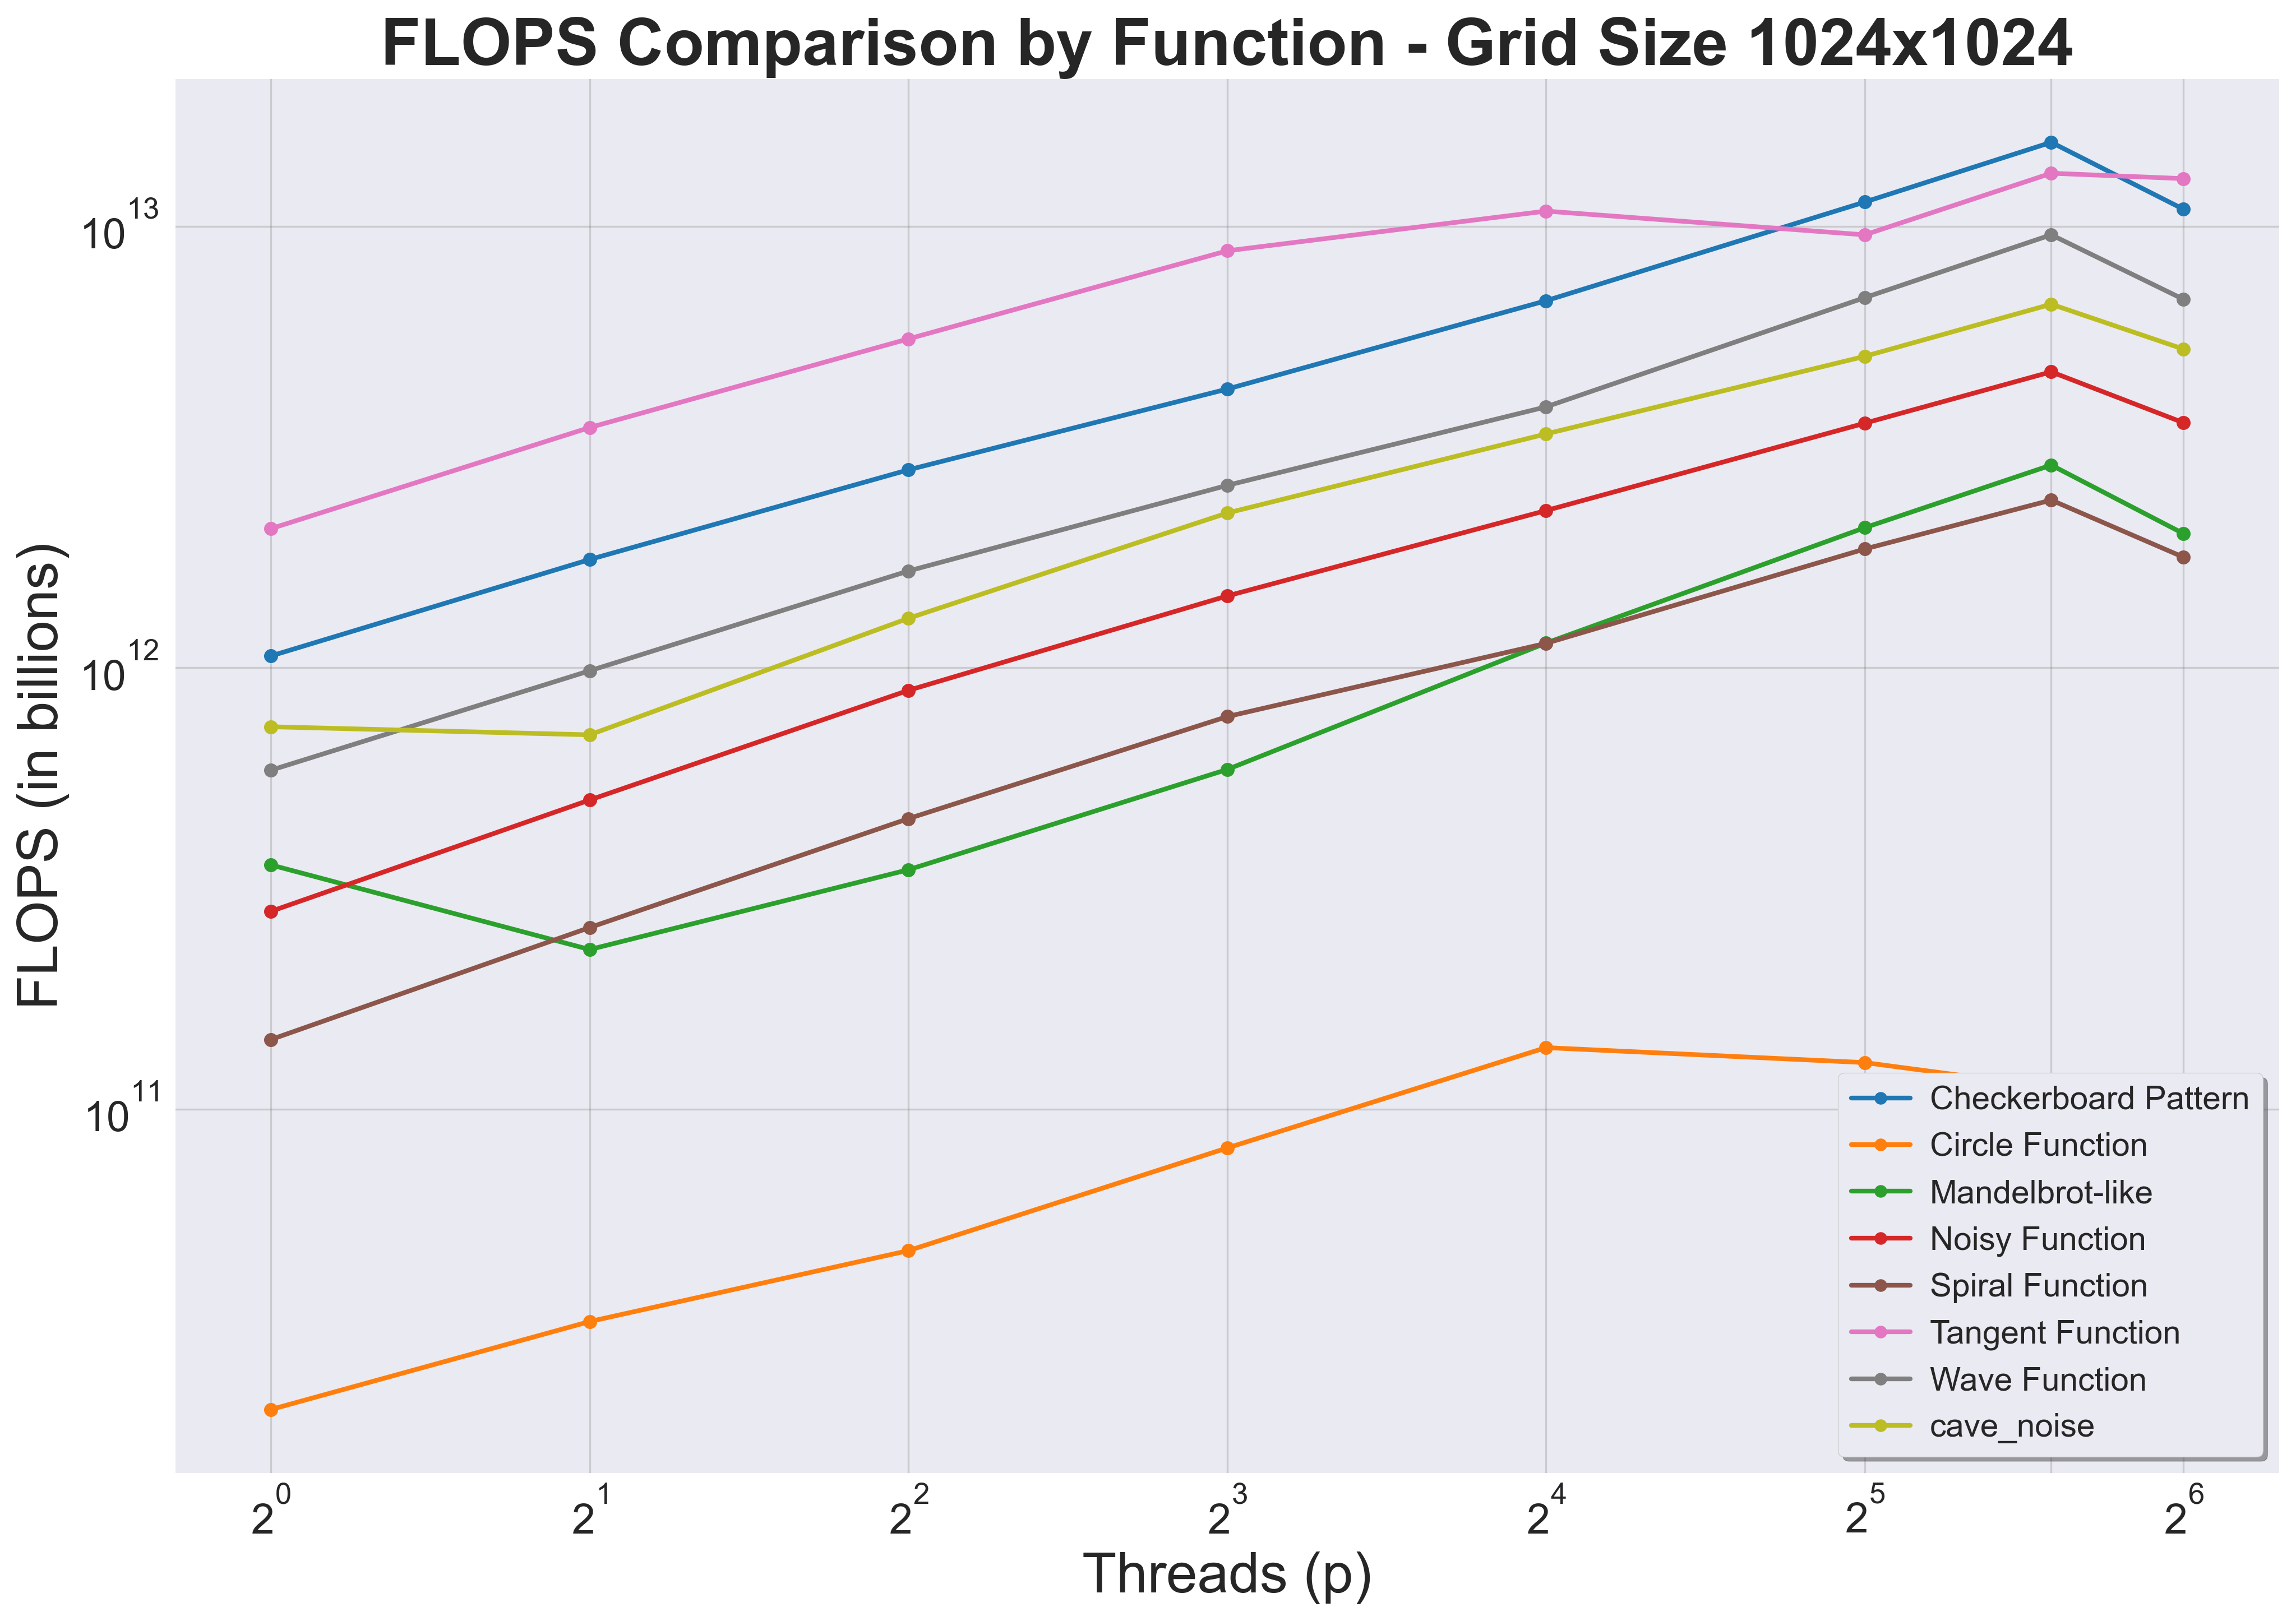 FLOPS Comparison by Function - Grid Size 1024x1024
FLOPS (in billions)
10^13
10^12
10^11
Checkerboard Pattern
Circle Function
Mandelbrot-like
Noisy Function
Spiral Function
Tangent Function
Wave Function
cave_noise
2^0 2^1 2^2 2^3 2^4 2^5 2^6
Threads (p)